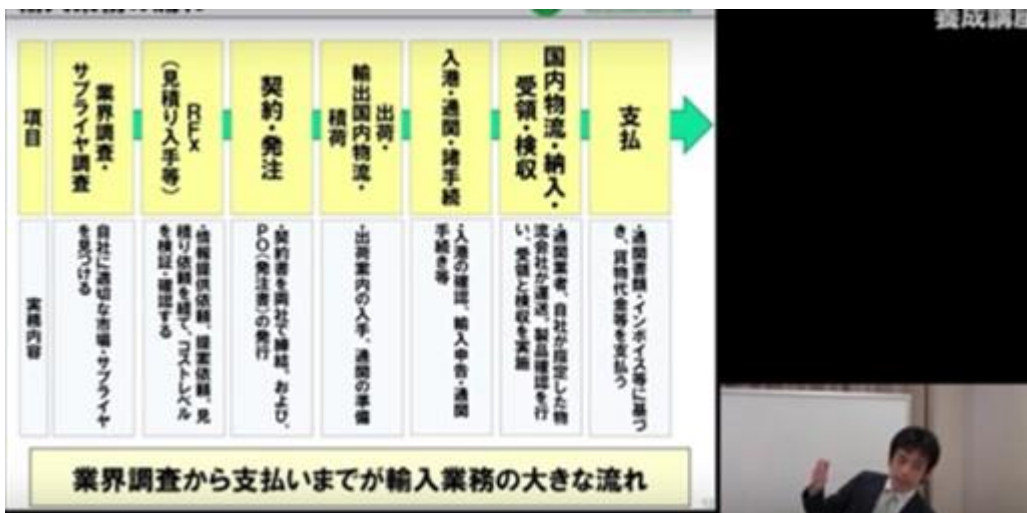 養成講座
項目
業界調査・
サプライヤ調査
RFx
(見積り入手等)
契約・発注
出荷・
輸出国内物流・
積荷
入港・通関・諸手続
国内物流・納入・
受領・検収
支払
実務内容
自社に適切な市場・サプライヤ
を見つける
・情報提供依頼、提案依頼、見
積り依頼を経て、コストレベル
を検証・確認する
・契約書を両社で締結、および、
PO(発注書)の発行
・出荷案内の入手、通関の準備
・入港の確認、輸入申告・通関
手続き等
・通関業者、自社が指定した物
流会社が運送。製品確認を行
い、受領と検収を実施
・通関書類・インボイス等に基づ
き、貨物代金等を支払う
業界調査から支払いまでが輸入業務の大きな流れ